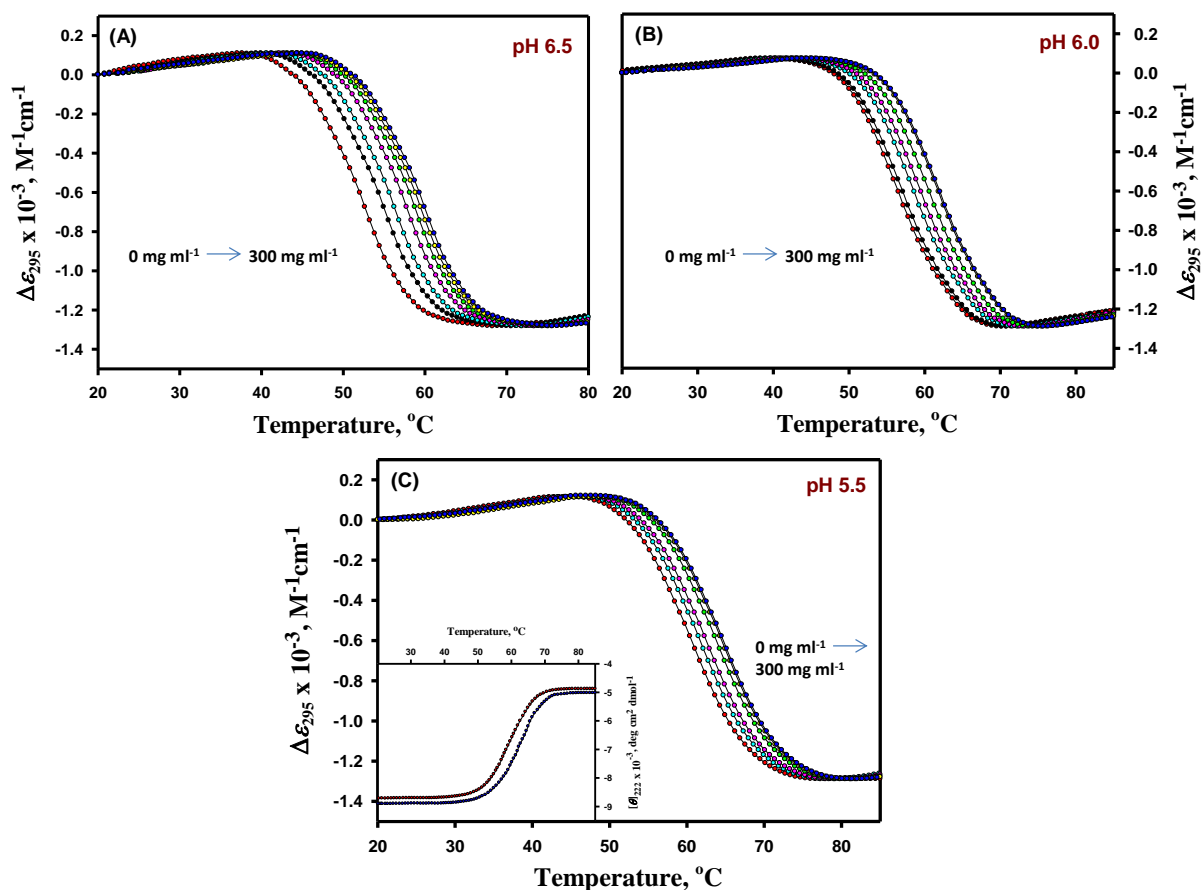 (A)
pH 6.5
0.2
0.0
-0.2
-0.4
-0.6
-0.8
-1.0
-1.2
-1.4
Δε295 x 10-3, M-1cm-1
0 mg ml-1 → 300 mg ml-1
20 30 40 50 60 70 80
Temperature, oC
(B)
pH 6.0
0.2
0.0
-0.2
-0.4
-0.6
-0.8
-1.0
-1.2
-1.4
Δε295 x 10-3, M-1cm-1
0 mg ml-1 → 300 mg ml-1
20 30 40 50 60 70 80
Temperature, oC
(C)
pH 5.5
0.2
0.0
-0.2
-0.4
-0.6
-0.8
-1.0
-1.2
-1.4
Δε295 x 10-3, M-1cm-1
0 mg ml-1 →
300 mg ml-1
Temperature, oC
30 40 50 60 70 80
-4
-5
-6
-7
-8
-9
[θ]222 x 10-3, deg cm2 dmol-1
20 30 40 50 60 70 80
Temperature, oC